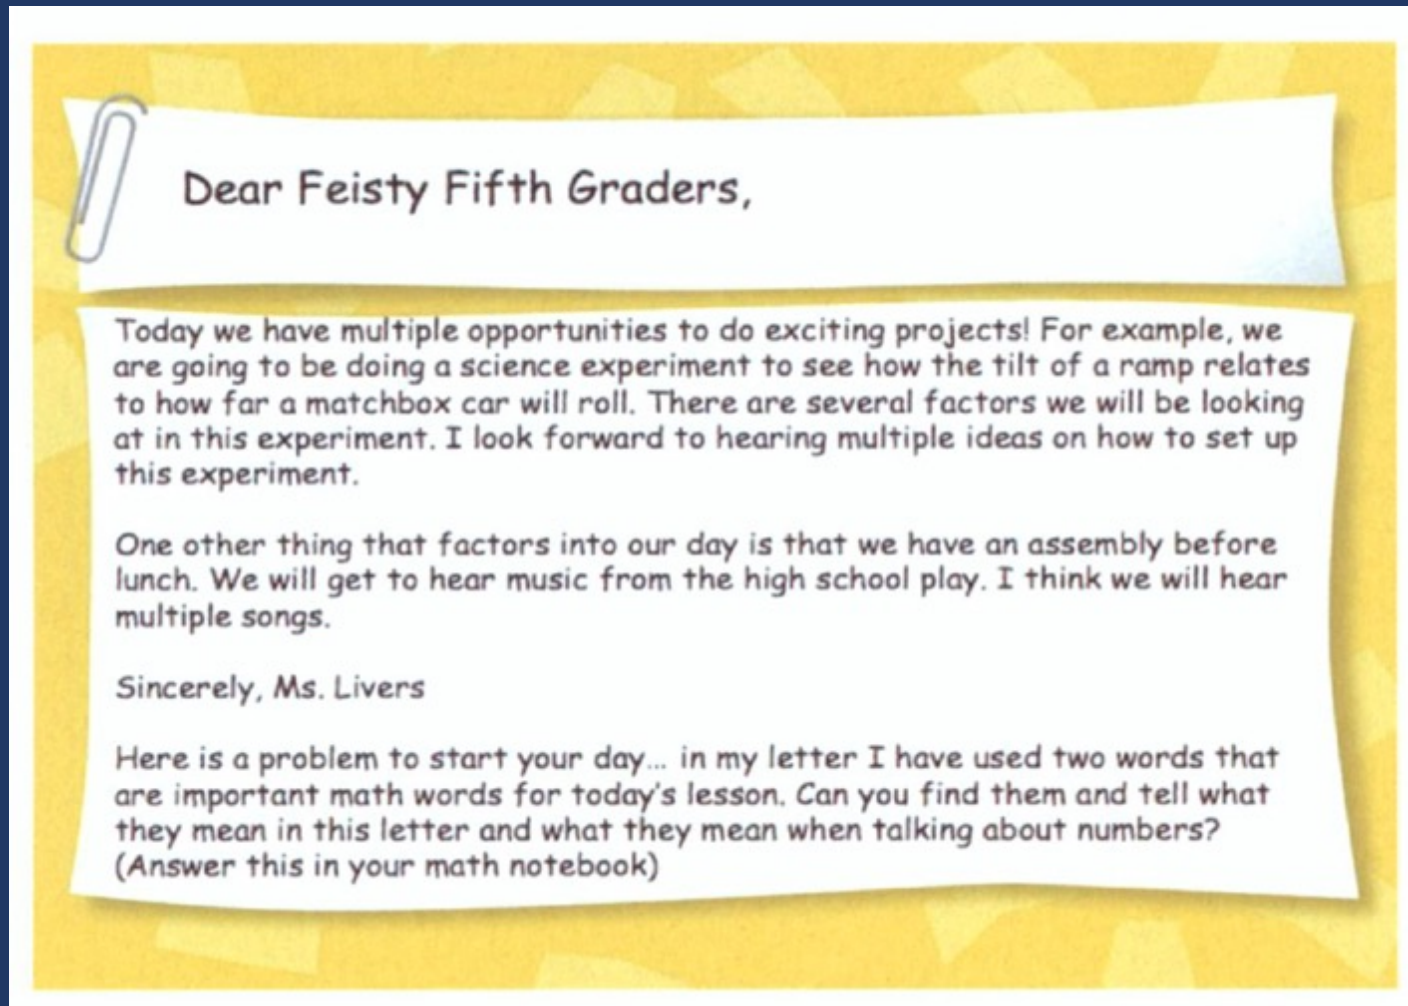 Dear Feisty Fifth Graders,
Today we have multiple opportunities to do exciting projects! For example, we
are going to be doing a science experiment to see how the tilt of a ramp relates
to how far a matchbox car will roll. There are several factors we will be looking
at in this experiment. I look forward to hearing multiple ideas on how to set up
this experiment.
One other thing that factors into our day is that we have an assembly before
lunch. We will get to hear music from the high school play. I think we will hear
multiple songs.
Sincerely, Ms. Livers
Here is a problem to start your day... in my letter I have used two words that
are important math words for today's lesson. Can you find them and tell what
they mean in this letter and what they mean when talking about numbers?
(Answer this in your math notebook)